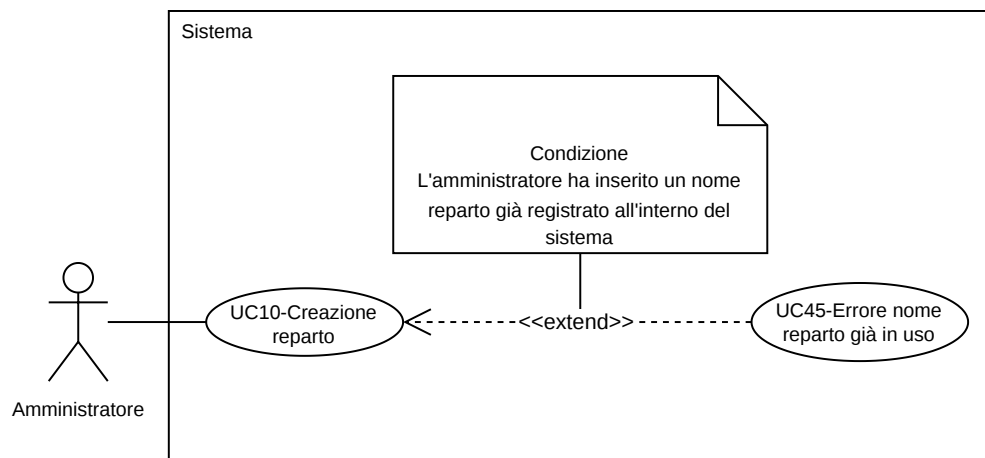 Sistema
Condizione
L'amministratore ha inserito un nome
reparto già registrato all'interno del
sistema
UC10-Creazione
reparto
<<extend>>
UC45-Errore nome
reparto già in uso
Amministratore